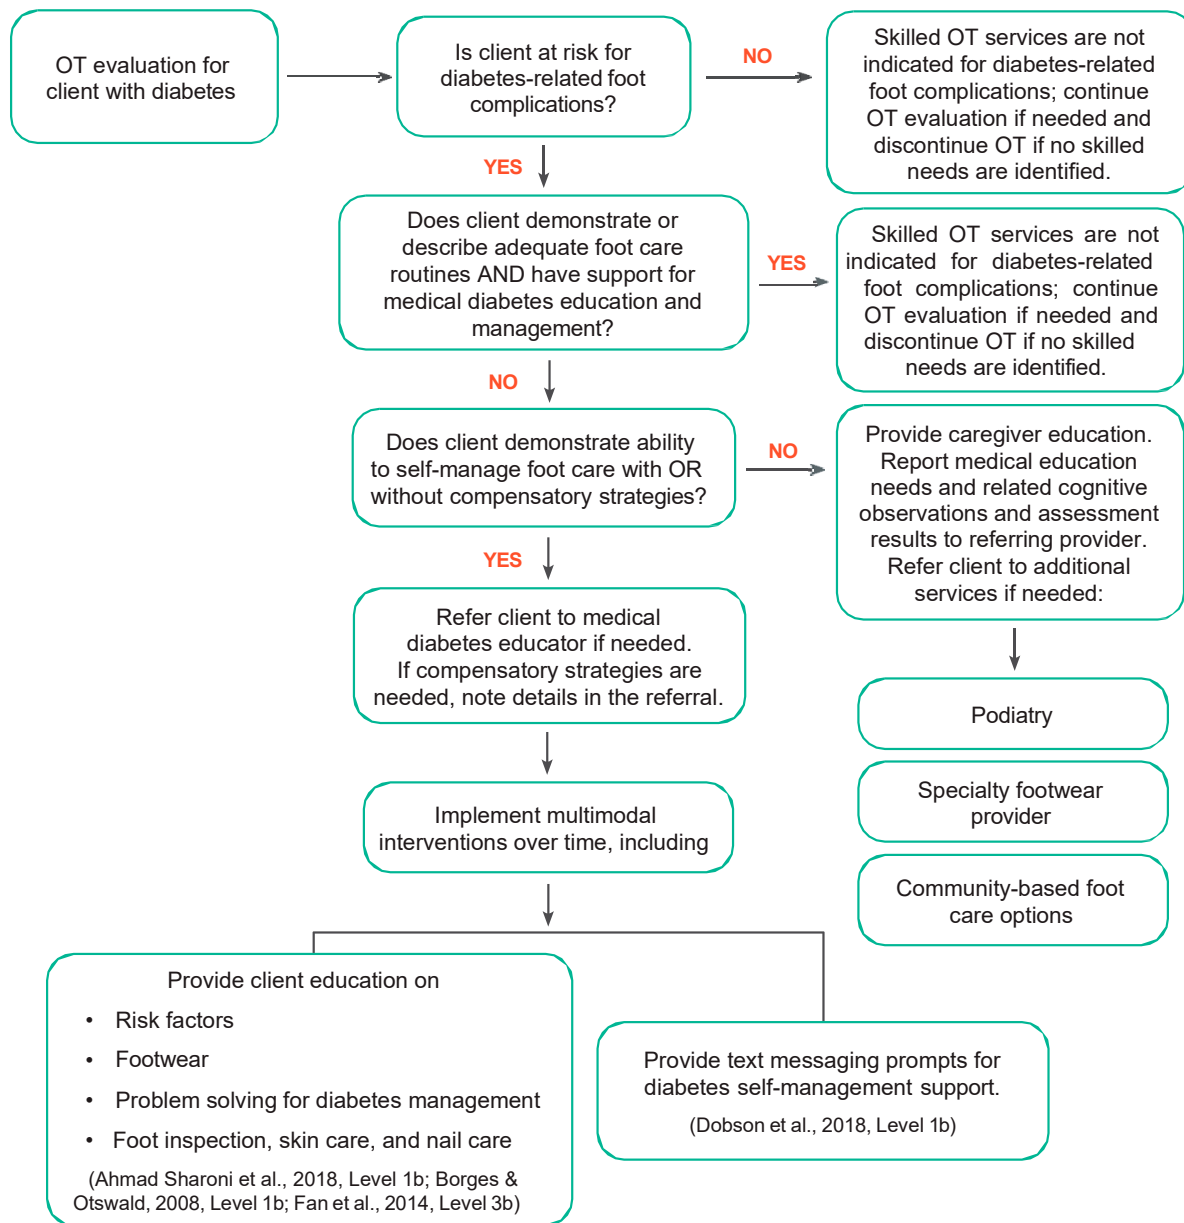 OT evaluation for
client with diabetes
Is client at risk for
diabetes-related foot
complications?
NO
Skilled OT services are not
indicated for diabetes-related
foot complications; continue
OT evaluation if needed and
discontinue OT if no skilled
needs are identified.
YES
Does client demonstrate or
describe adequate foot care
routines AND have support for
medical diabetes education and
management?
YES
Skilled OT services are not
indicated for diabetes-related
foot complications; continue
OT evaluation if needed and
discontinue OT if no skilled
needs are identified.
NO
Does client demonstrate ability
to self-manage foot care with OR
without compensatory strategies?
NO
Provide caregiver education.
Report medical education
needs and related cognitive
observations and assessment
results to referring provider.
Refer client to additional
services if needed:
YES
Refer client to medical
diabetes educator if needed.
If compensatory strategies are
needed, note details in the referral.
Podiatry
Specialty footwear
provider
Community-based foot
care options
Implement multimodal
interventions over time, including
Provide client education on
• Risk factors
• Footwear
• Problem solving for diabetes management
• Foot inspection, skin care, and nail care
(Ahmad Sharoni et al., 2018, Level 1b; Borges &
Otswald, 2008, Level 1b; Fan et al., 2014, Level 3b)
Provide text messaging prompts for
diabetes self-management support.
(Dobson et al., 2018, Level 1b)